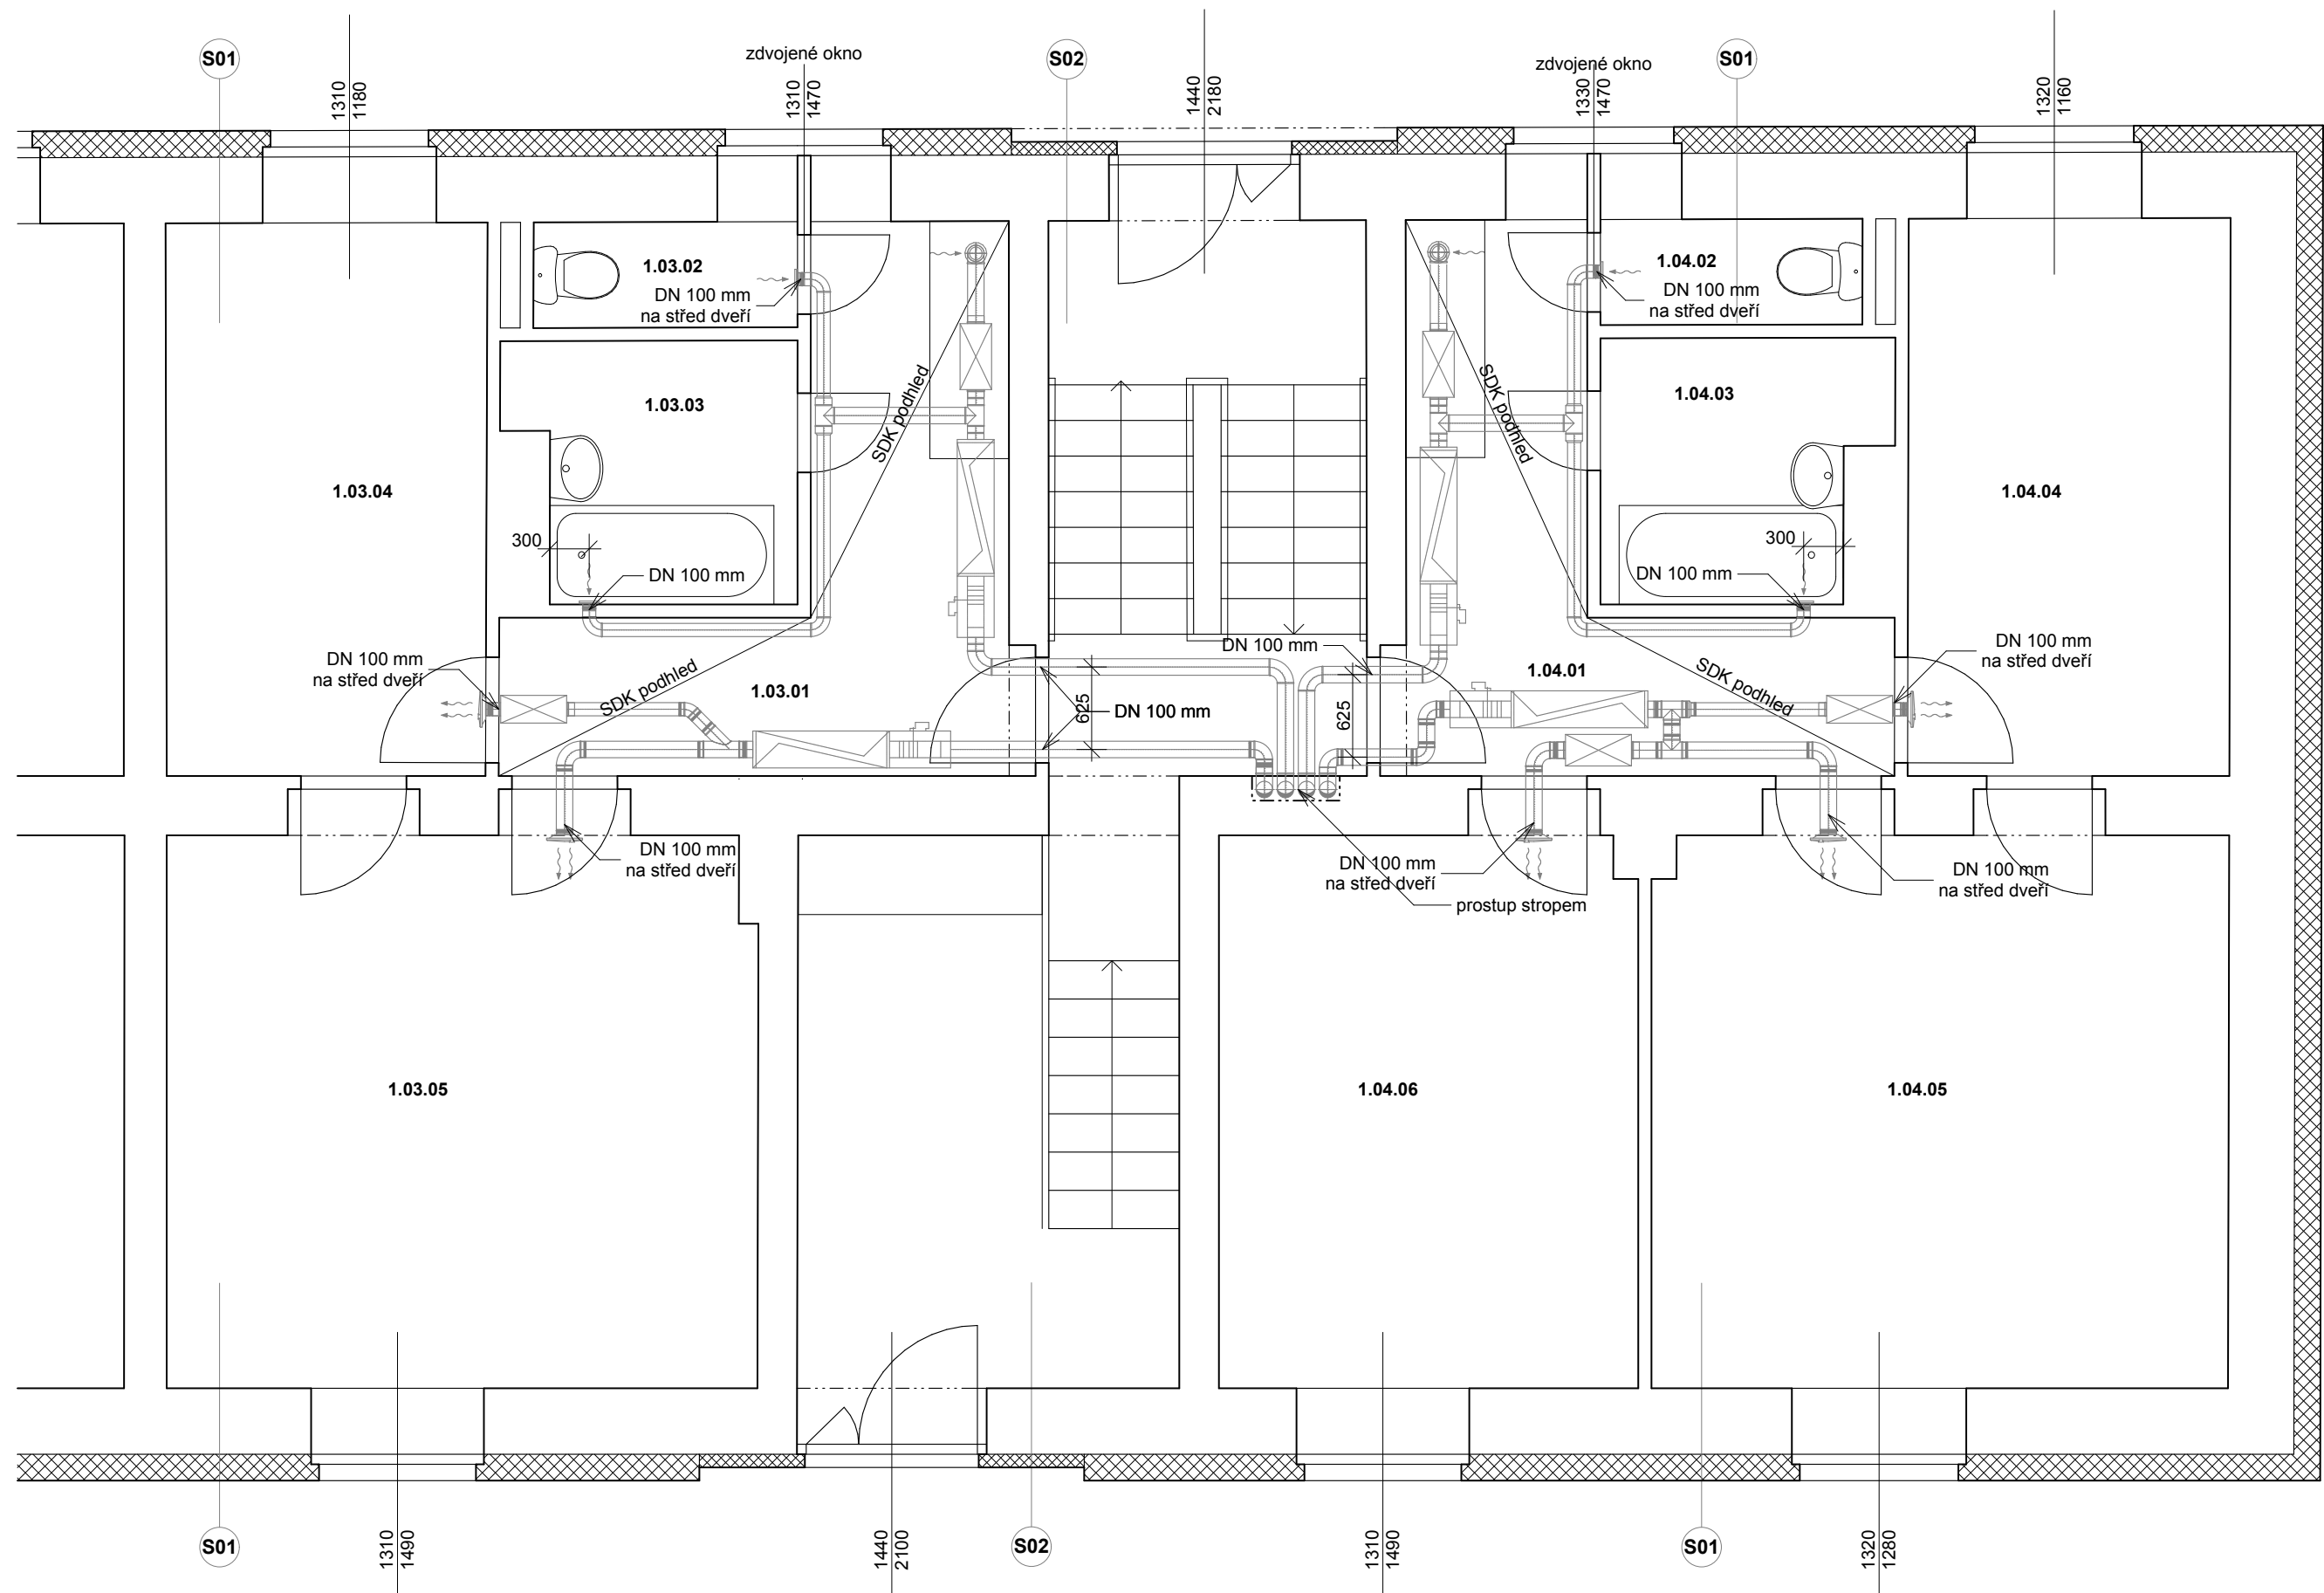 zdvojené okno
zdvojené okno
S01
S02
S01
1310
1180
1310
1470
1440
2180
1330
1470
1320
1160
1.03.02
DN 100 mm
na střed dveří
1.04.02
DN 100 mm
na střed dveří
1.03.03
SDK podhled
SDK podhled
1.04.03
1.03.04
1.04.04
300
DN 100 mm
300
DN 100 mm
DN 100 mm
na střed dveří
SDK podhled
1.03.01
625
DN 100 mm
DN 100 mm
625
1.04.01
SDK podhled
DN 100 mm
na střed dveří
DN 100 mm
na střed dveří
DN 100 mm
na střed dveří
DN 100 mm
na střed dveří
prostup stropem
1.03.05
1.04.06
1.04.05
S01
1310
1490
1440
2100
S02
1310
1490
S01
1320
1280